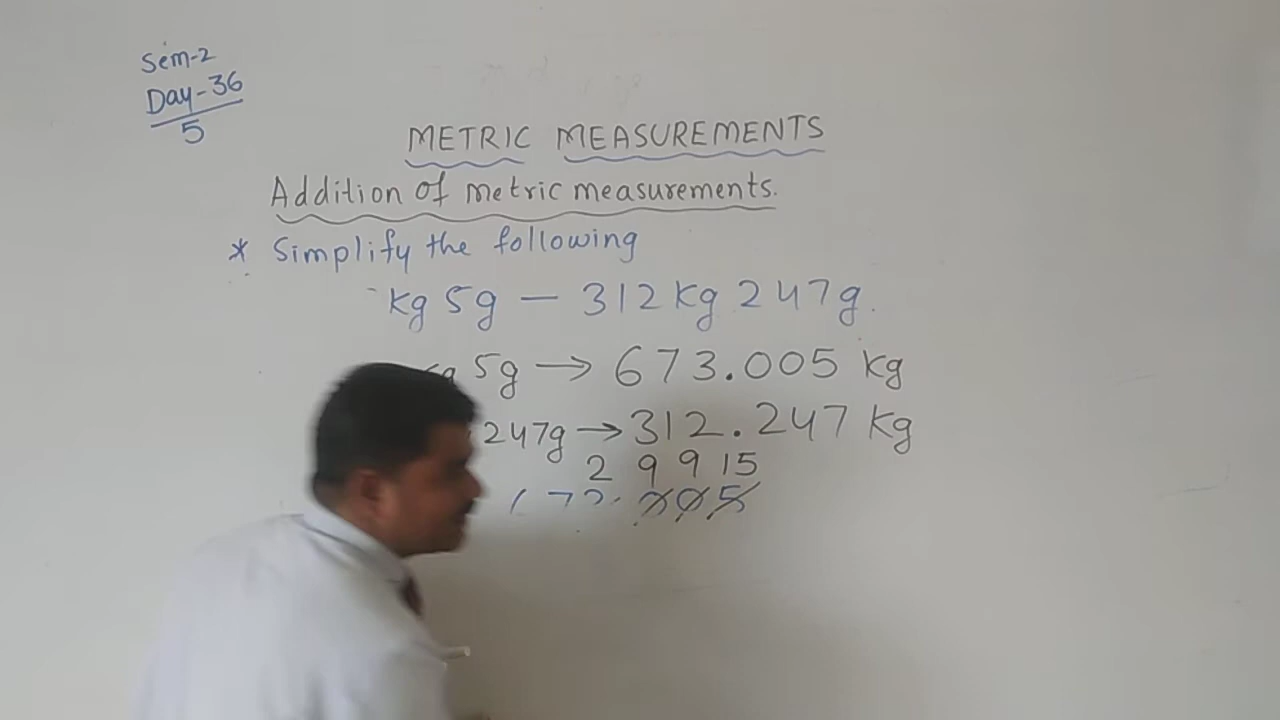 Sem-2
Day-36
5
METRIC MEASUREMENTS
Addition of metric measurements.
* Simplify the following
kg 5g — 312 kg 247g.
5g → 673.005 kg
247g → 312.247 kg
2 9 9 15
005